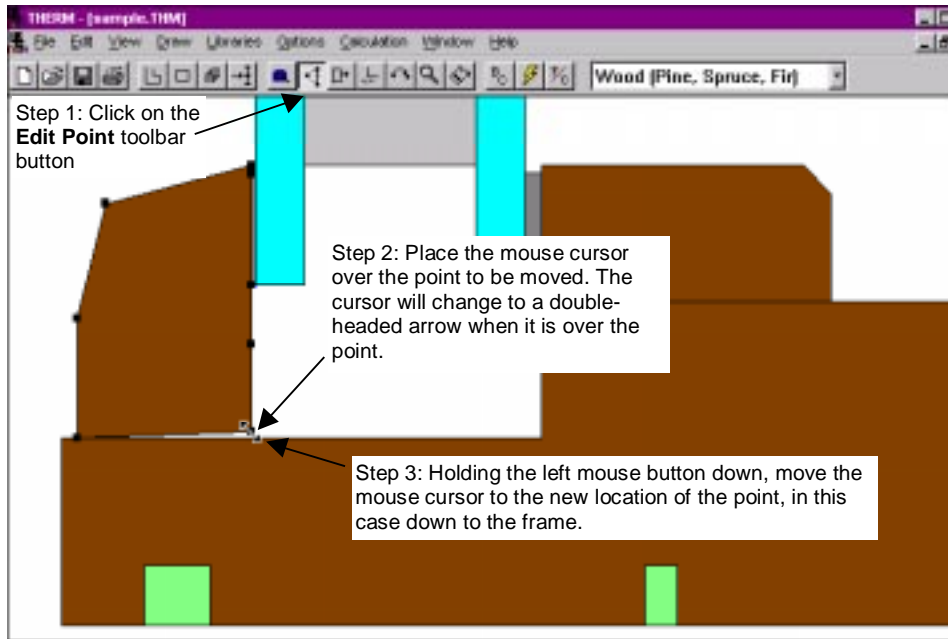 THERM - [sample.THM]
File Edit View Draw Libraries Options Calculation Window Help
Wood (Pine, Spruce, Fir)
Step 1: Click on the
Edit Point toolbar
button
Step 2: Place the mouse cursor
over the point to be moved. The
cursor will change to a double-
headed arrow when it is over the
point.
Step 3: Holding the left mouse button down, move the
mouse cursor to the new location of the point, in this
case down to the frame.